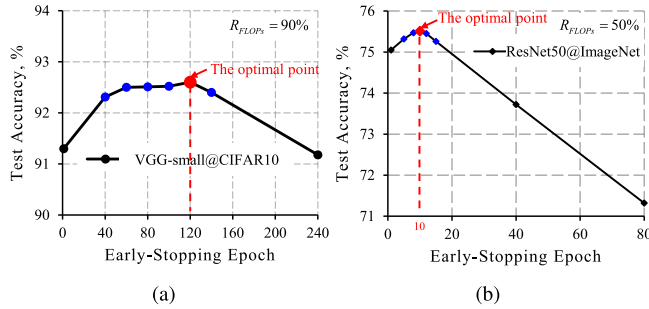 R_FLOPs = 90%
The optimal point
VGG-small@CIFAR10
Test Accuracy, %
94
93
92
91
90
0
40
80
120
160
200
240
Early-Stopping Epoch
(a)
The optimal point
R_FLOPs = 50%
ResNet50@ImageNet
Test Accuracy, %
76
75
74
73
72
71
0
10
20
40
60
80
Early-Stopping Epoch
(b)